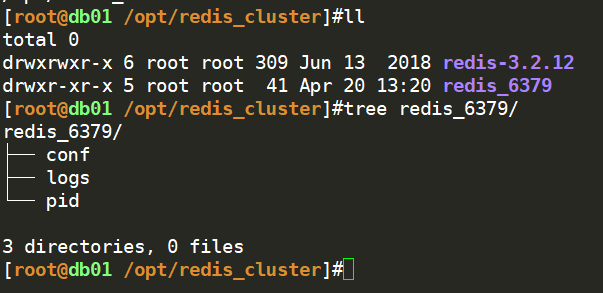 [root@db01 /opt/redis_cluster]#ll
total 0
drwxrwxr-x 6 root root 309 Jun 13  2018 redis-3.2.12
drwxr-xr-x 5 root root  41 Apr 20 13:20 redis_6379
[root@db01 /opt/redis_cluster]#tree redis_6379/
redis_6379/
├── conf
├── logs
└── pid
3 directories, 0 files
[root@db01 /opt/redis_cluster]#